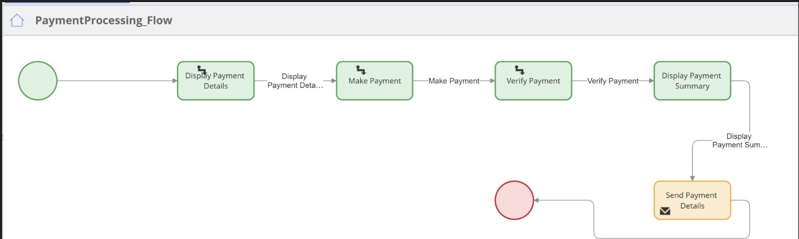 PaymentProcessing_Flow
Display Payment
Details
Display
Payment Deta...
Make Payment
Make Payment
Verify Payment
Verify Payment
Display Payment
Summary
Display
Payment Sum...
Send Payment
Details